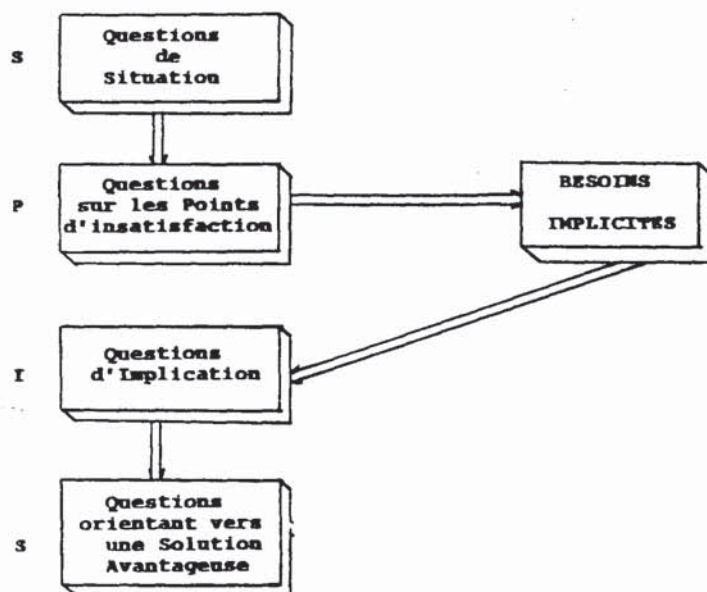 S
Questions
de
Situation
P
Questions
sur les Points
d'insatisfaction
BESOINS
IMPLICITES
I
Questions
d'Implication
S
Questions
orientant vers
une Solution
Avantageuse